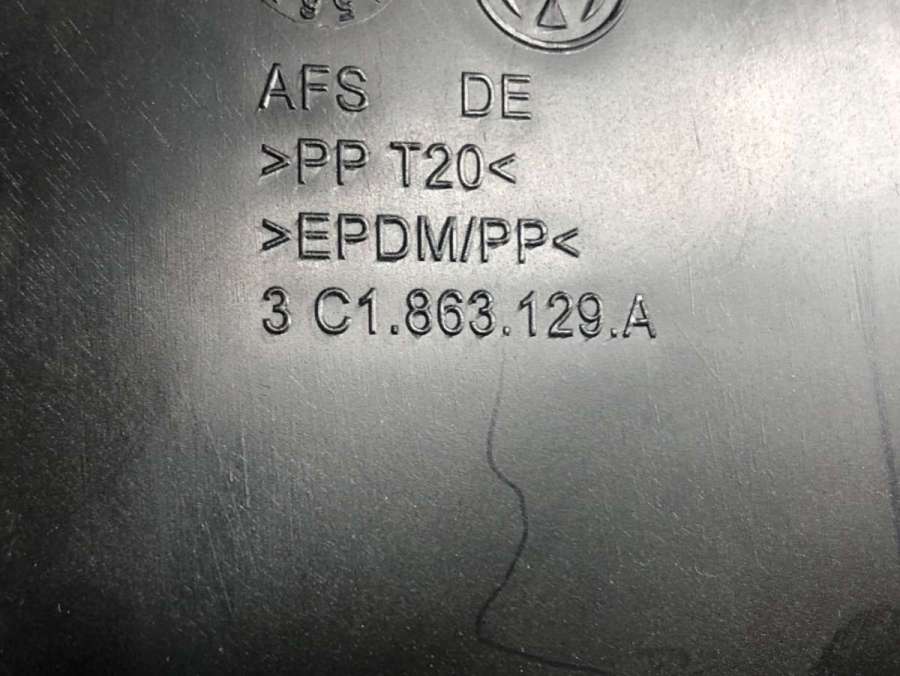 AFS DE
>PP T20<
>EPDM/PP<
3 C1.863.129.A